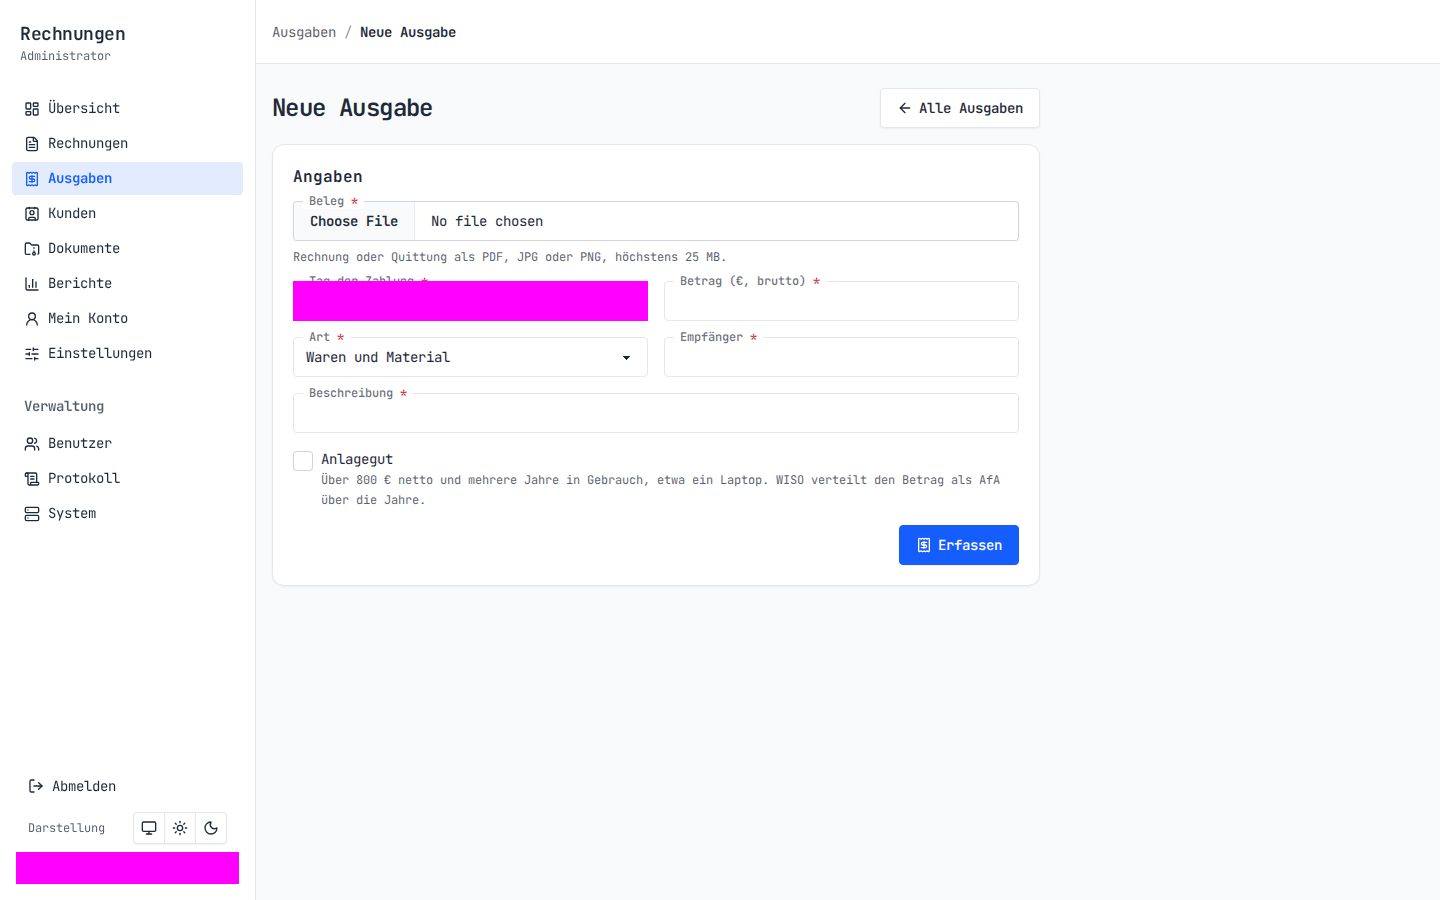 Rechnungen
Administrator
Übersicht
Rechnungen
Ausgaben
Kunden
Dokumente
Berichte
Mein Konto
Einstellungen
Verwaltung
Benutzer
Protokoll
System
Abmelden
Darstellung
Ausgaben / Neue Ausgabe
Neue Ausgabe
Alle Ausgaben
Angaben
Beleg *
Choose File No file chosen
Rechnung oder Quittung als PDF, JPG oder PNG, höchstens 25 MB.
Tag der Zahlung *
Betrag (€, brutto) *
Art *
Waren und Material
Empfänger *
Beschreibung *
Anlagegut
Über 800 € netto und mehrere Jahre in Gebrauch, etwa ein Laptop. WISO verteilt den Betrag als AfA
über die Jahre.
Erfassen